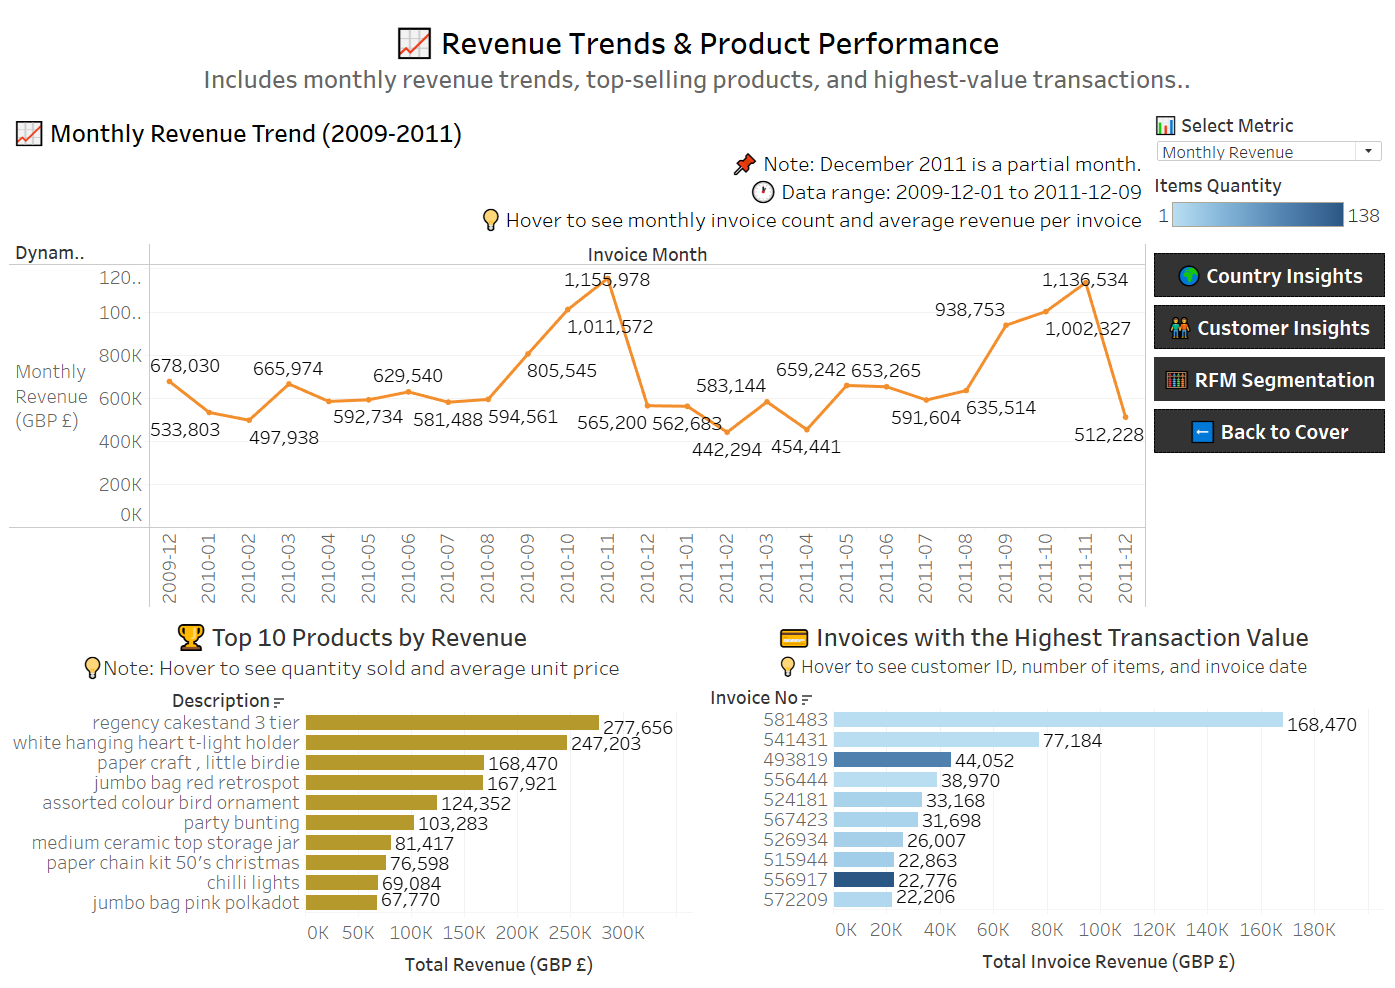 📈 Revenue Trends & Product Performance
Includes monthly revenue trends, top-selling products, and highest-value transactions..
📈 Monthly Revenue Trend (2009-2011)
📌 Note: December 2011 is a partial month.
🕐 Data range: 2009-12-01 to 2011-12-09
💡 Hover to see monthly invoice count and average revenue per invoice
📊 Select Metric
Monthly Revenue
Items Quantity
1 138
🌍 Country Insights
👬 Customer Insights
🧮 RFM Segmentation
⬅️ Back to Cover
Dynam..
Invoice Month
Monthly
Revenue
(GBP £)
120..
100..
800K
600K
400K
200K
0K
678,030
533,803
497,938
665,974
592,734
629,540
581,488
594,561
805,545
1,011,572
1,155,978
565,200
562,683
442,294
583,144
454,441
659,242
653,265
591,604
635,514
938,753
1,002,327
1,136,534
512,228
2009-12
2010-01
2010-02
2010-03
2010-04
2010-05
2010-06
2010-07
2010-08
2010-09
2010-10
2010-11
2010-12
2011-01
2011-02
2011-03
2011-04
2011-05
2011-06
2011-07
2011-08
2011-09
2011-10
2011-11
2011-12
🏆 Top 10 Products by Revenue
💡Note: Hover to see quantity sold and average unit price
Description
regency cakestand 3 tier 277,656
white hanging heart t-light holder 247,203
paper craft , little birdie 168,470
jumbo bag red retrospot 167,921
assorted colour bird ornament 124,352
party bunting 103,283
medium ceramic top storage jar 81,417
paper chain kit 50's christmas 76,598
chilli lights 69,084
jumbo bag pink polkadot 67,770
0K 50K 100K 150K 200K 250K 300K
Total Revenue (GBP £)
💳 Invoices with the Highest Transaction Value
💡 Hover to see customer ID, number of items, and invoice date
Invoice No
581483 168,470
541431 77,184
493819 44,052
556444 38,970
524181 33,168
567423 31,698
526934 26,007
515944 22,863
556917 22,776
572209 22,206
0K 20K 40K 60K 80K 100K 120K 140K 160K 180K
Total Invoice Revenue (GBP £)